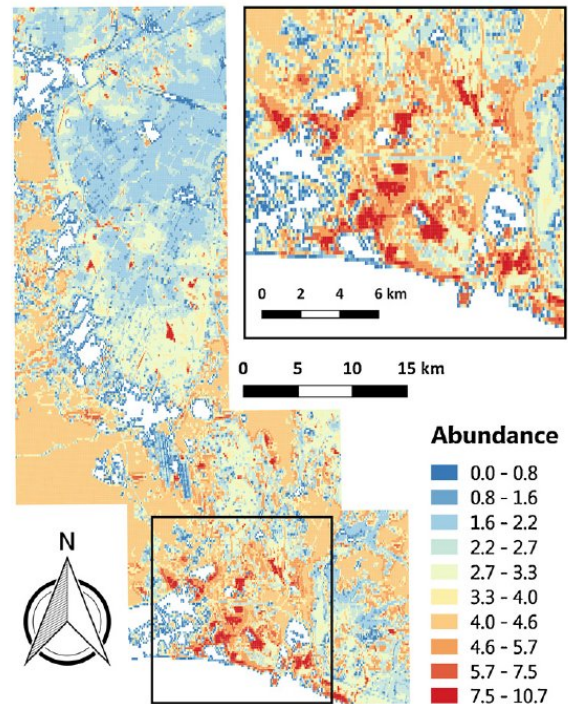 0 2 4 6 km
0 5 10 15 km
Abundance
0.0 - 0.8
0.8 - 1.6
1.6 - 2.2
2.2 - 2.7
2.7 - 3.3
3.3 - 4.0
4.0 - 4.6
4.6 - 5.7
5.7 - 7.5
7.5 - 10.7
N